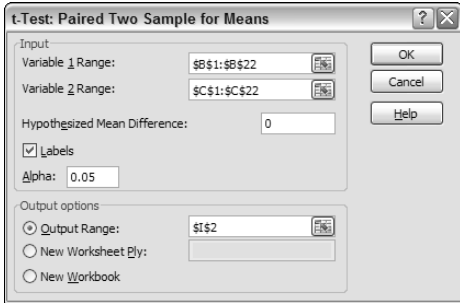 t-Test: Paired Two Sample for Means
Input
Variable 1 Range: $B$1:$B$22
Variable 2 Range: $C$1:$C$22
Hypothesized Mean Difference: 0
Labels
Alpha: 0.05
Output options
Output Range: $I$2
New Worksheet Ply:
New Workbook
OK
Cancel
Help